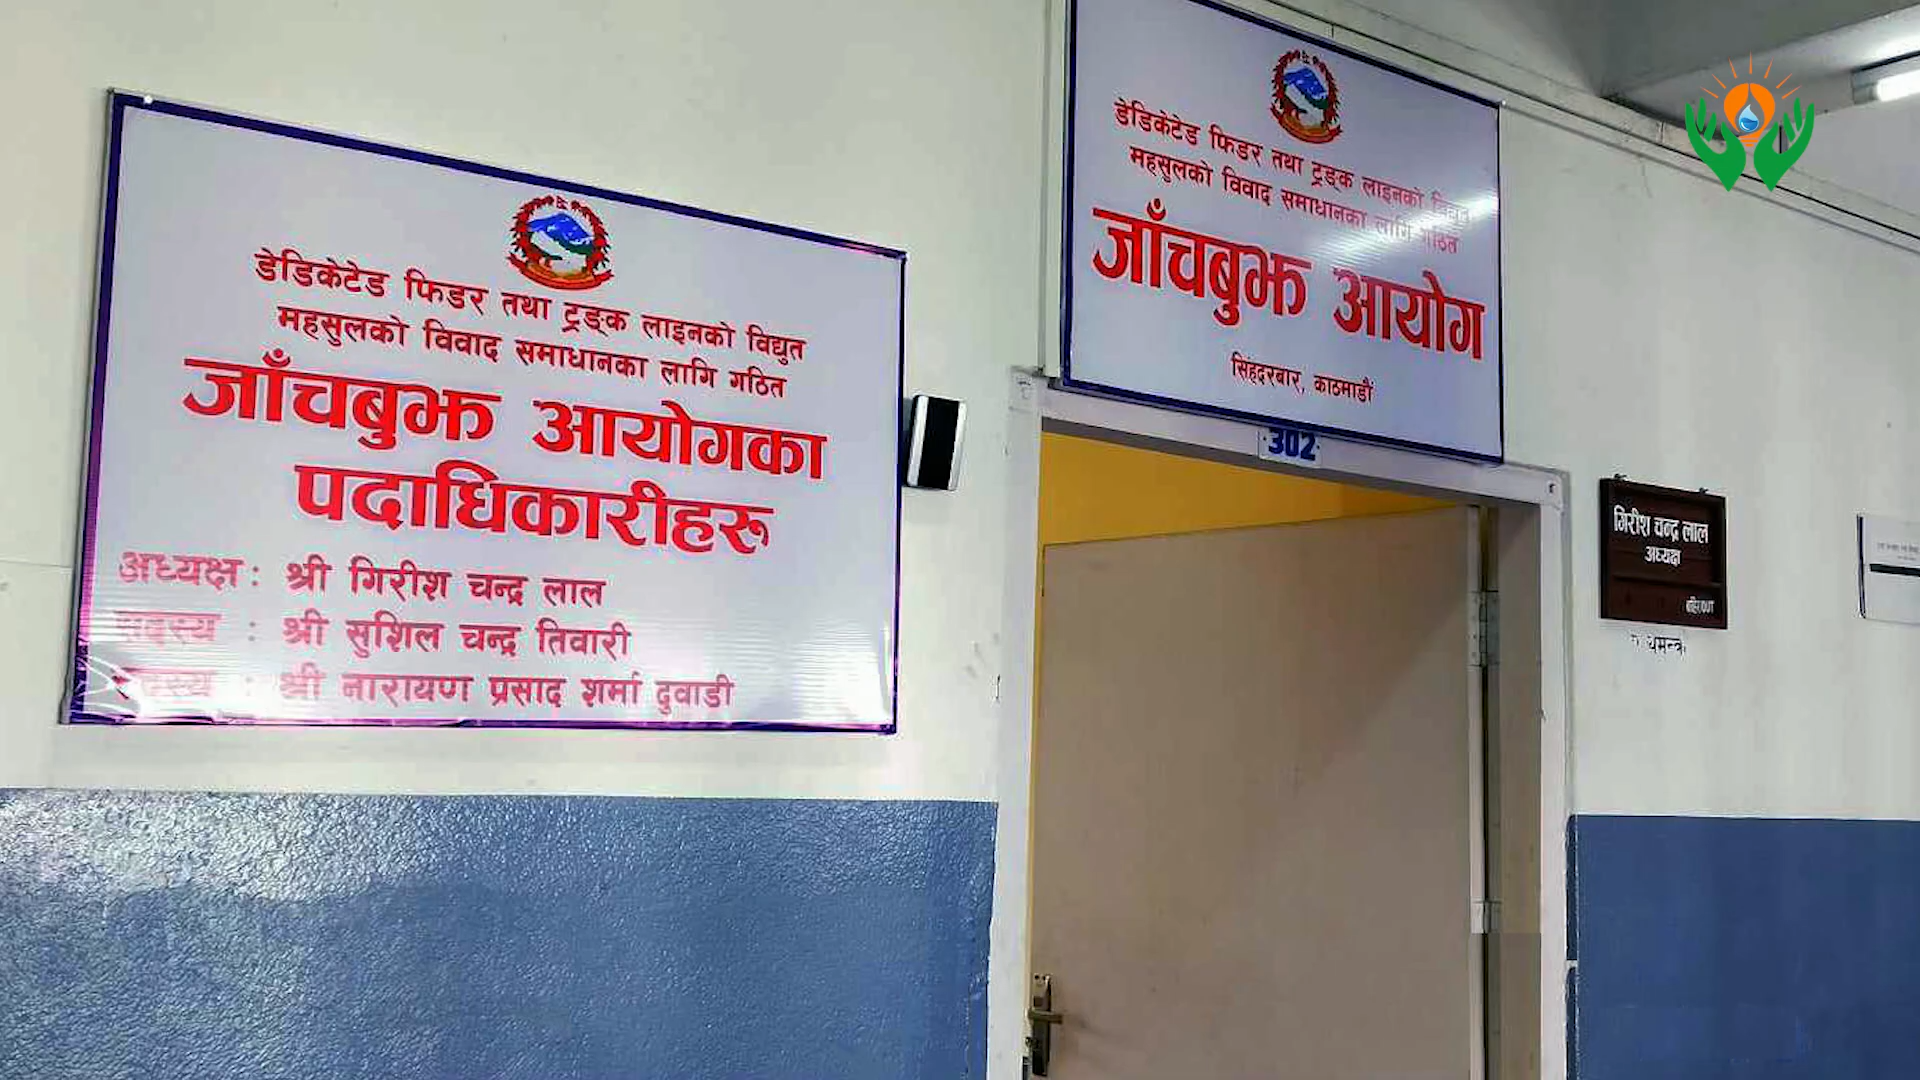 डेडिकेटेड फिडर तथा ट्रङ्क लाइनको विद्युत
महसुलको विवाद समाधानका लागि गठित
जाँचबुझ आयोगका
पदाधिकारीहरू
अध्यक्ष : श्री गिरीश चन्द्र लाल
सदस्य : श्री सुशिल चन्द्र तिवारी
सदस्य : श्री नारायण प्रसाद शर्मा दुवाडी
डेडिकेटेड फिडर तथा ट्रङ्क लाइनको विद्युत
महसुलको विवाद समाधानका लागि गठित
जाँचबुझ आयोग
सिंहदरबार, काठमाडौं
302
गिरीश चन्द्र लाल
अध्यक्ष